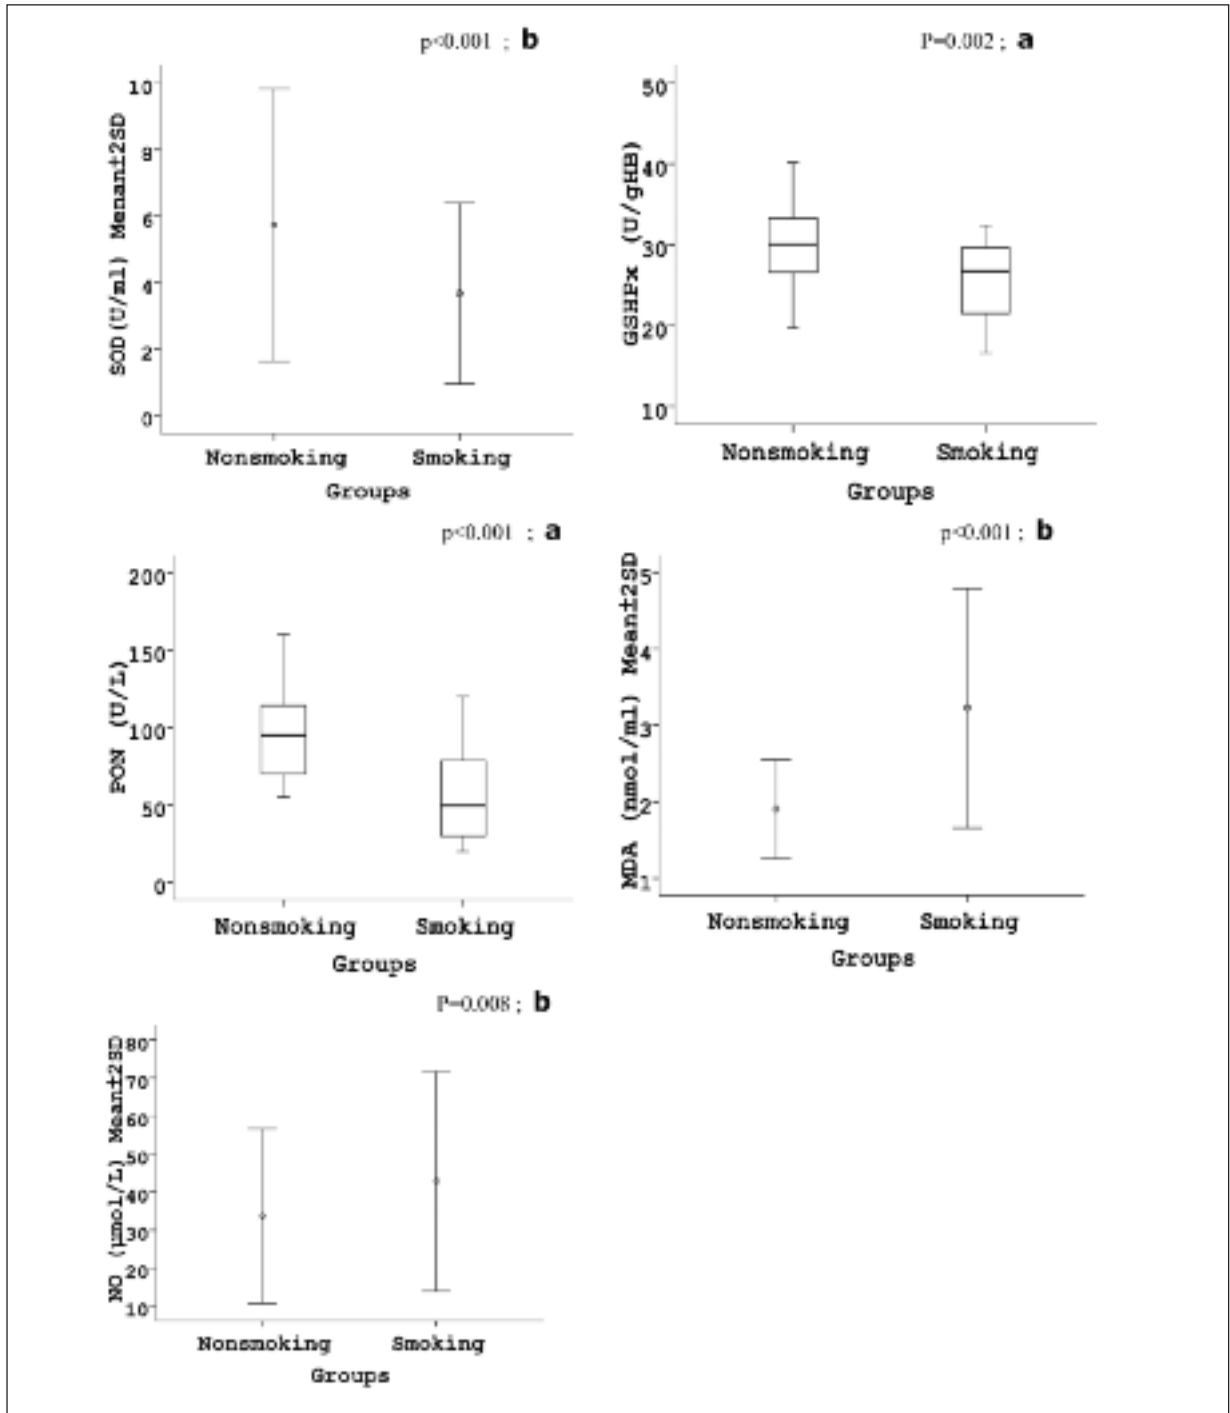 p<0.001 ; b
SOD(U/ml) Menan±2SD
10
8
6
4
2
0
Nonsmoking Smoking
Groups
P=0.002 ; a
GSHPx (U/gHB)
50
40
30
20
10
Nonsmoking Smoking
Groups
p<0.001 ; a
PON (U/L)
200
150
100
50
0
Nonsmoking Smoking
Groups
p<0.001 ; b
MDA (nmol/ml) Mean±2SD
5
4
3
2
1
Nonsmoking Smoking
Groups
P=0.008 ; b
NO (µmol/L) Mean±2SD
80
70
60
50
40
30
20
10
Nonsmoking Smoking
Groups